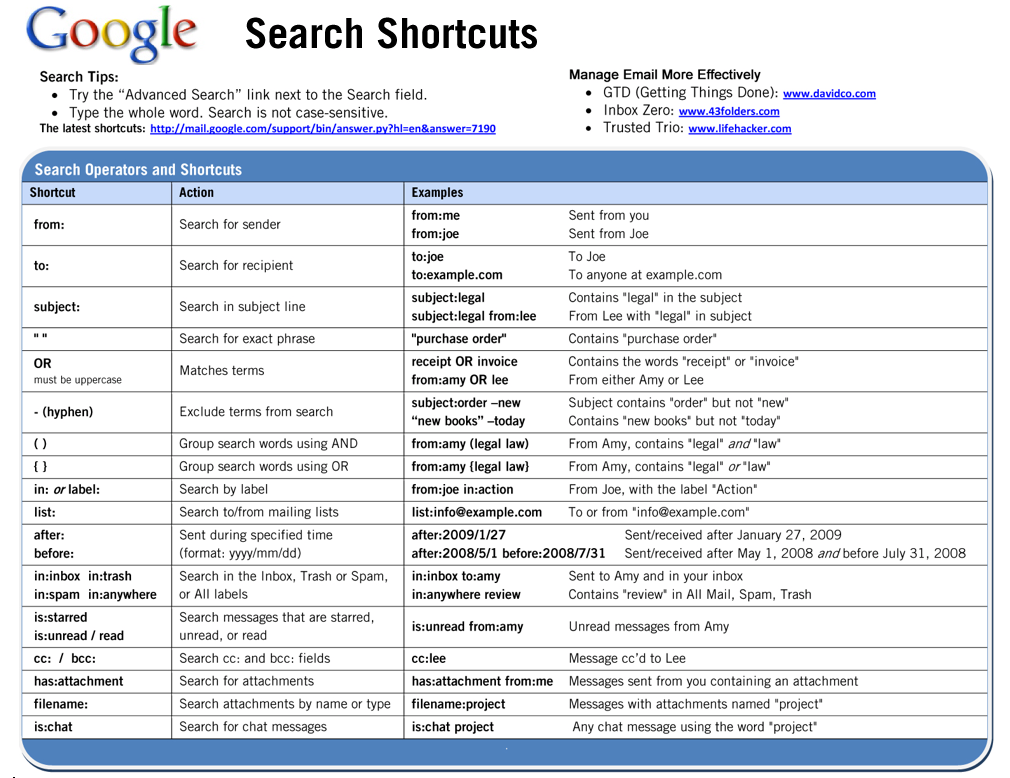 Google Search Shortcuts
Search Tips:
• Try the “Advanced Search” link next to the Search field.
• Type the whole word. Search is not case-sensitive.
The latest shortcuts: http://mail.google.com/support/bin/answer.py?hl=en&answer=7190
Manage Email More Effectively
• GTD (Getting Things Done): www.davidco.com
• Inbox Zero: www.43folders.com
• Trusted Trio: www.lifehacker.com
Search Operators and Shortcuts
Shortcut Action Examples
from: Search for sender
from:me Sent from you
from:joe Sent from Joe
to: Search for recipient
to:joe To Joe
to:example.com To anyone at example.com
subject: Search in subject line
subject:legal Contains "legal" in the subject
subject:legal from:lee From Lee with "legal" in subject
" " Search for exact phrase "purchase order" Contains "purchase order"
OR
must be uppercase
Matches terms
receipt OR invoice Contains the words "receipt" or "invoice"
from:amy OR lee From either Amy or Lee
- (hyphen) Exclude terms from search
subject:order –new Subject contains "order" but not "new"
“new books” –today Contains "new books" but not "today"
( ) Group search words using AND from:amy (legal law) From Amy, contains "legal" and "law"
{ } Group search words using OR from:amy {legal law} From Amy, contains "legal" or "law"
in: or label: Search by label from:joe in:action From Joe, with the label "Action"
list: Search to/from mailing lists list:info@example.com To or from "info@example.com"
after: Sent during specified time after:2009/1/27 Sent/received after January 27, 2009
before: (format: yyyy/mm/dd) after:2008/5/1 before:2008/7/31 Sent/received after May 1, 2008 and before July 31, 2008
in:inbox in:trash Search in the Inbox, Trash or Spam, in:inbox to:amy Sent to Amy and in your inbox
in:spam in:anywhere or All labels in:anywhere review Contains "review" in All Mail, Spam, Trash
is:starred Search messages that are starred,
is:unread / read unread, or read
is:unread from:amy Unread messages from Amy
cc: / bcc: Search cc: and bcc: fields cc:lee Message cc’d to Lee
has:attachment Search for attachments has:attachment from:me Messages sent from you containing an attachment
filename: Search attachments by name or type filename:project Messages with attachments named "project"
is:chat Search for chat messages is:chat project Any chat message using the word "project"